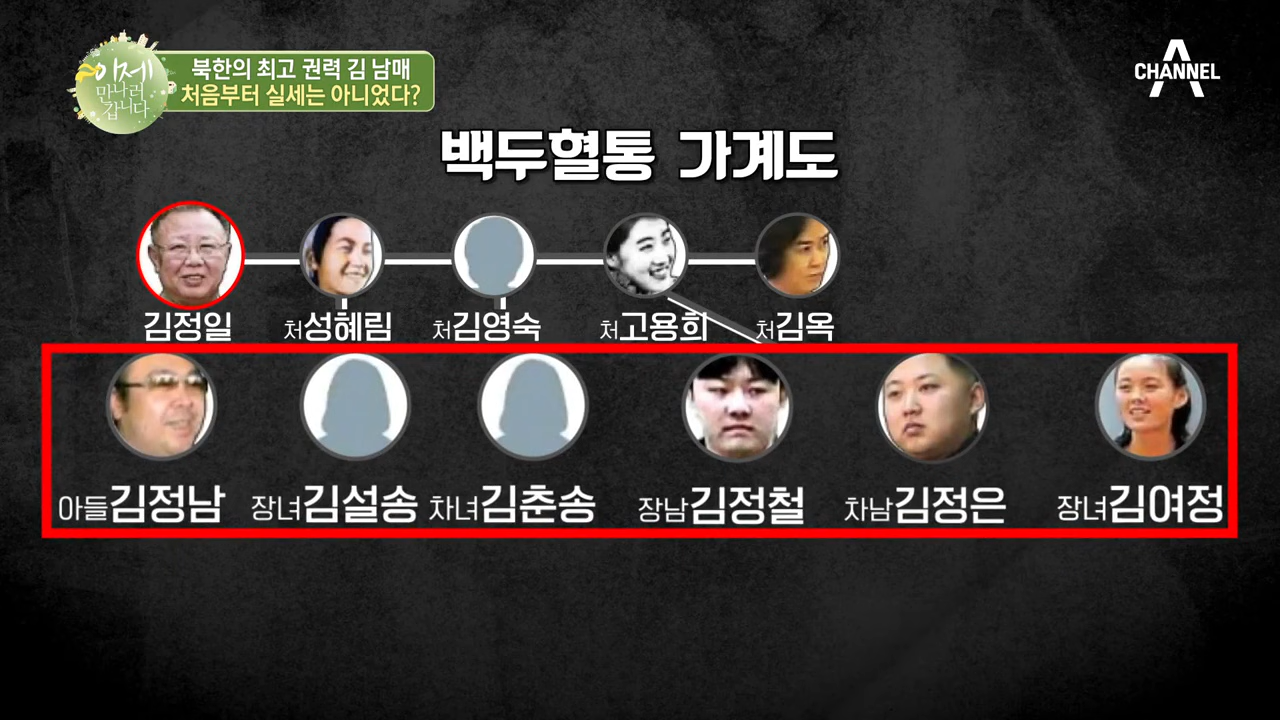 이제
만나러
갑니다
북한의 최고 권력 김 남매
처음부터 실세는 아니었다?
CHANNEL A
백두혈통 가계도
김정일 처성혜림 처김영숙 처고용희 처김옥
아들김정남 장녀김설송 차녀김춘송 장남김정철 차남김정은 장녀김여정